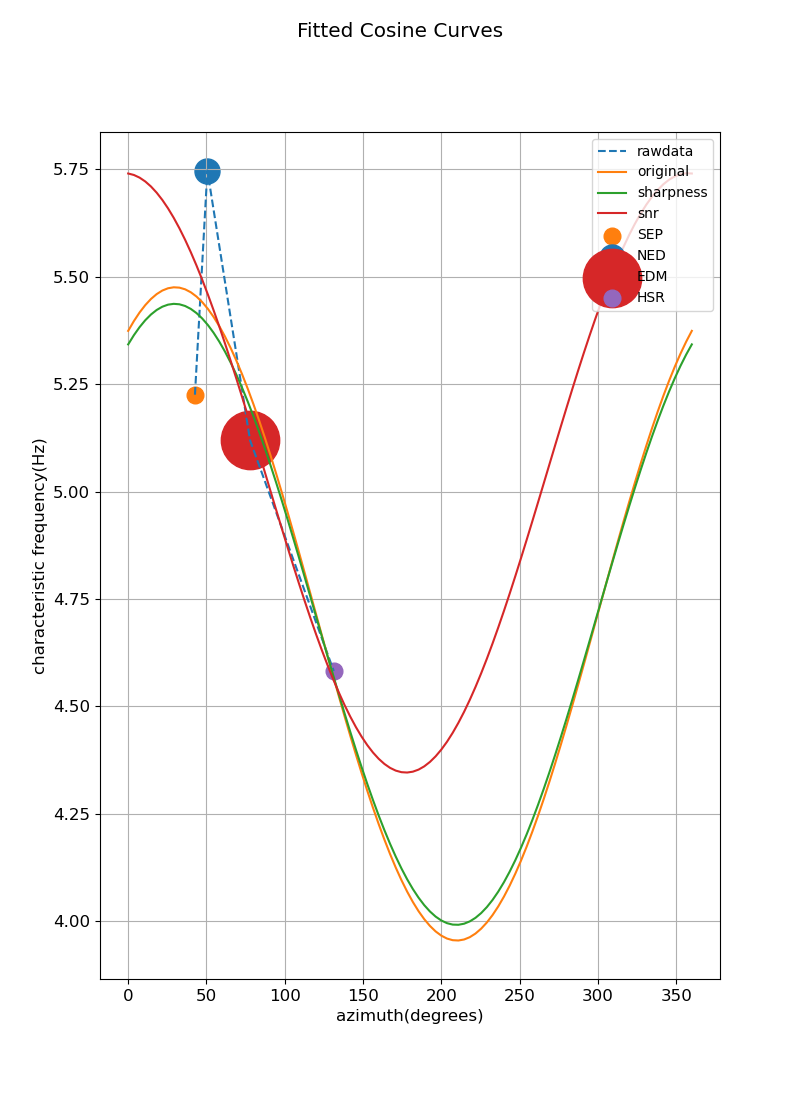 Fitted Cosine Curves
rawdata
original
sharpness
snr
SEP
NED
EDM
HSR
characteristic frequency(Hz)
5.75
5.50
5.25
5.00
4.75
4.50
4.25
4.00
0 50 100 150 200 250 300 350
azimuth(degrees)